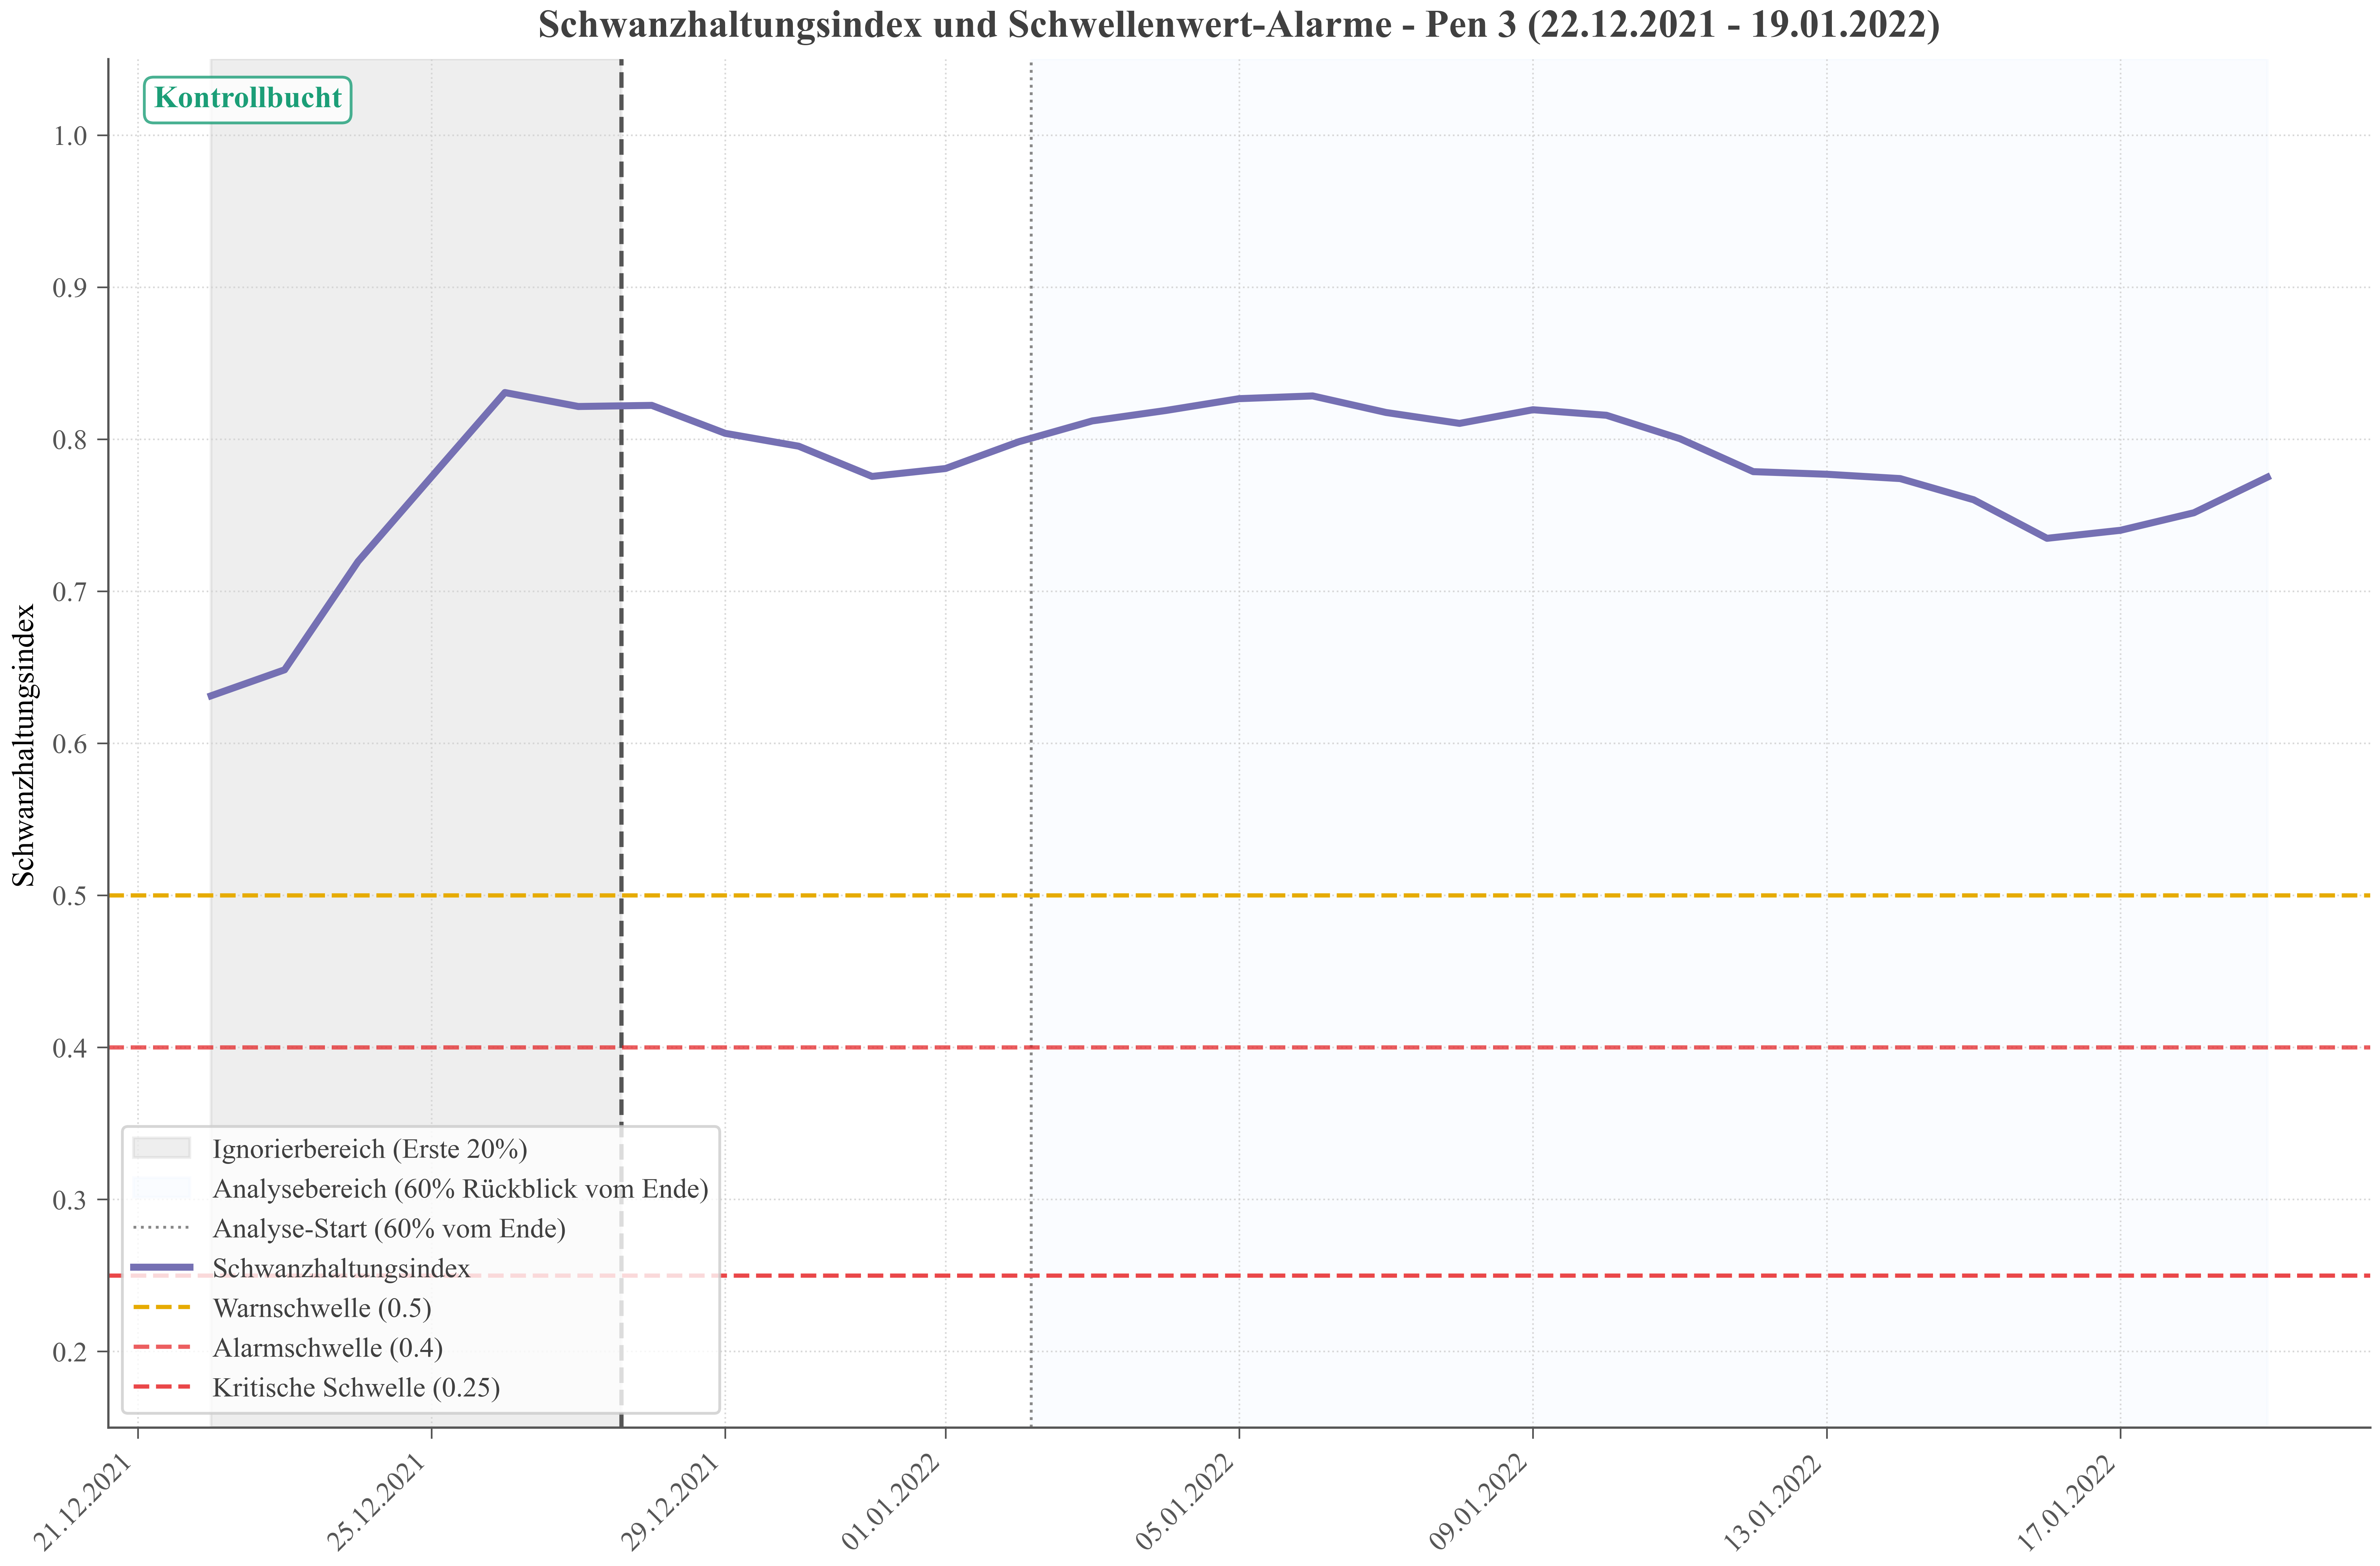 Schwanzhaltungsindex und Schwellenwert-Alarme - Pen 3 (22.12.2021 - 19.01.2022)
Kontrollbucht
Schwanzhaltungsindex
1.0
0.9
0.8
0.7
0.6
0.5
0.4
0.3
0.2
Ignorierbereich (Erste 20%)
Analysebereich (60% Rückblick vom Ende)
Analyse-Start (60% vom Ende)
Schwanzhaltungsindex
Warnschwelle (0.5)
Alarmschwelle (0.4)
Kritische Schwelle (0.25)
21.12.2021
25.12.2021
29.12.2021
01.01.2022
05.01.2022
09.01.2022
13.01.2022
17.01.2022